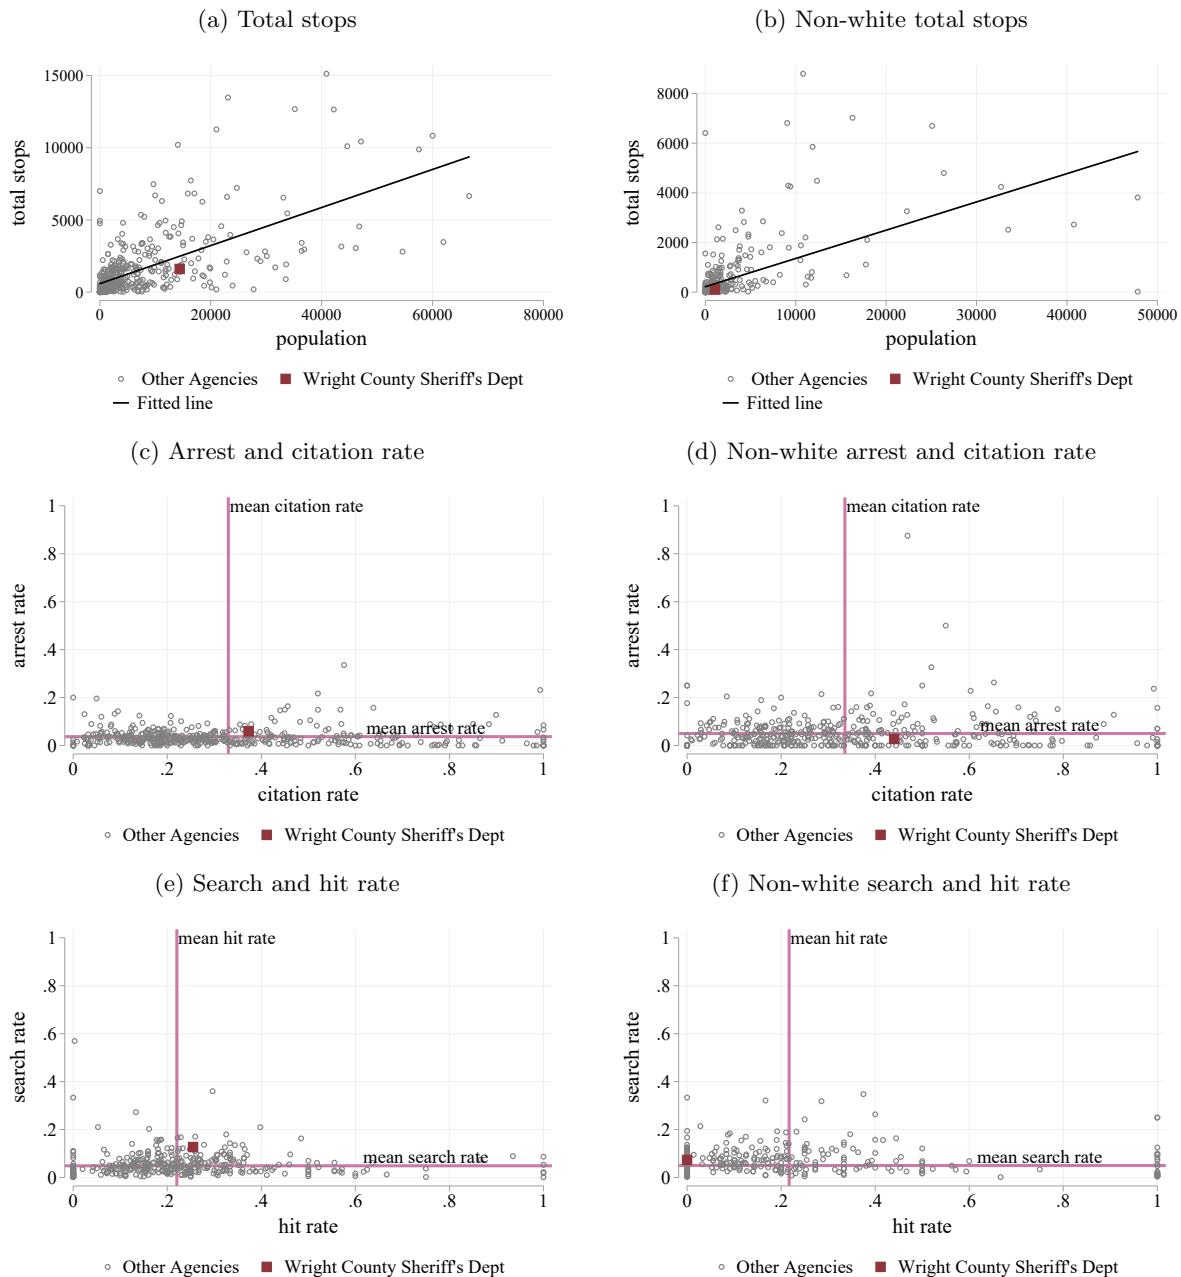 (a) Total stops
(b) Non-white total stops
total stops
15000
10000
5000
0
0
20000
40000
60000
80000
population
Other Agencies
Wright County Sheriff's Dept
Fitted line
total stops
8000
6000
4000
2000
0
0
10000
20000
30000
40000
50000
population
Other Agencies
Wright County Sheriff's Dept
Fitted line
(c) Arrest and citation rate
(d) Non-white arrest and citation rate
arrest rate
1
.8
.6
.4
.2
0
mean citation rate
mean arrest rate
0
.2
.4
.6
.8
1
citation rate
Other Agencies
Wright County Sheriff's Dept
arrest rate
1
.8
.6
.4
.2
0
mean citation rate
mean arrest rate
0
.2
.4
.6
.8
1
citation rate
Other Agencies
Wright County Sheriff's Dept
(e) Search and hit rate
(f) Non-white search and hit rate
search rate
1
.8
.6
.4
.2
0
mean hit rate
mean search rate
0
.2
.4
.6
.8
1
hit rate
Other Agencies
Wright County Sheriff's Dept
search rate
1
.8
.6
.4
.2
0
mean hit rate
mean search rate
0
.2
.4
.6
.8
1
hit rate
Other Agencies
Wright County Sheriff's Dept